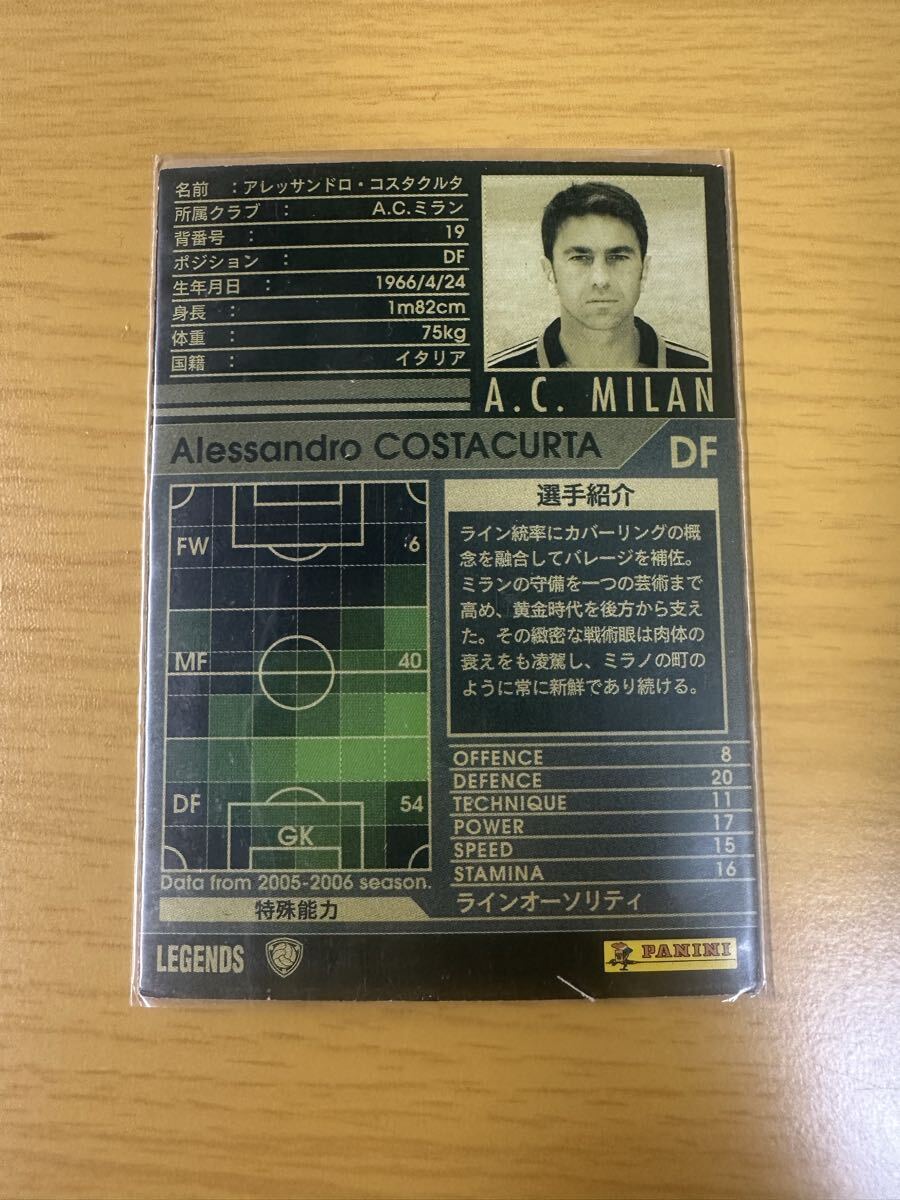 名前 : アレッサンドロ・コスタクルタ
所属クラブ : A.C.ミラン
背番号 : 19
ポジション : DF
生年月日 : 1966/4/24
身長 : 1m82cm
体重 : 75kg
国籍 : イタリア
A.C. MILAN
Alessandro COSTACURTA
DF
FW 6
MF 40
DF 54
GK
Data from 2005-2006 season.
選手紹介
ライン統率にカバーリングの概
念を融合してバレージを補佐。
ミランの守備を一つの芸術まで
高め、黄金時代を後方から支え
た。その緻密な戦術眼は肉体の
衰えをも凌駕し、ミラノの町の
ように常に新鮮であり続ける。
OFFENCE 8
DEFENCE 20
TECHNIQUE 11
POWER 17
SPEED 15
STAMINA 16
特殊能力
ラインオーソリティ
LEGENDS
PANINI